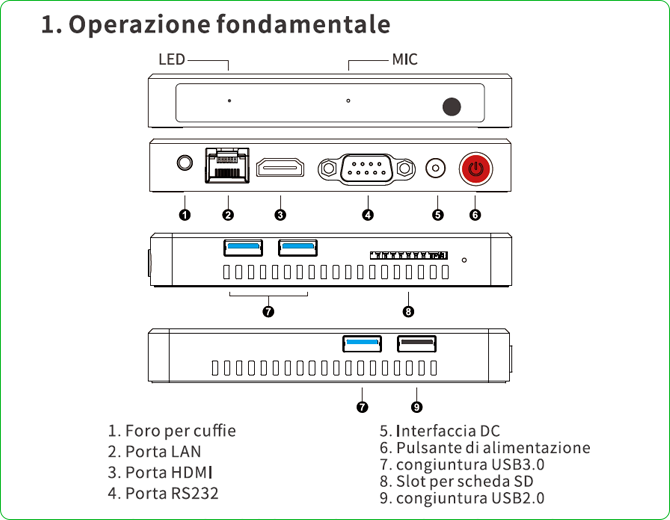 1. Operazione fondamentale
LED
MIC
1
2
3
4
5
6
7
8
7
9
1. Foro per cuffie
2. Porta LAN
3. Porta HDMI
4. Porta RS232
5. Interfaccia DC
6. Pulsante di alimentazione
7. congiuntura USB3.0
8. Slot per scheda SD
9. congiuntura USB2.0